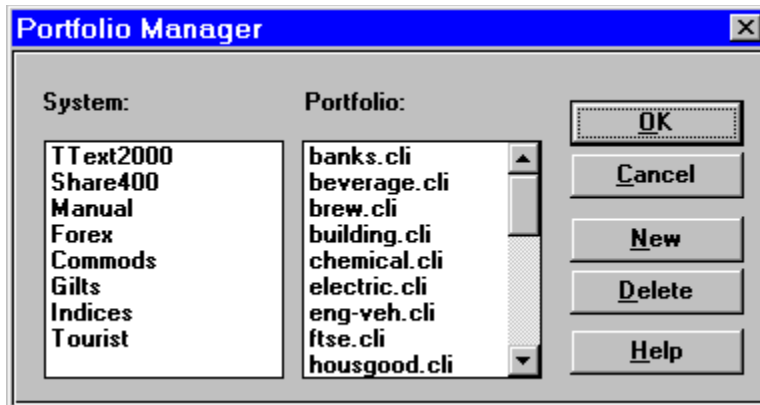 Portfolio Manager
System:
TText2000
Share400
Manual
Forex
Commods
Gilts
Indices
Tourist
Portfolio:
banks.cli
beverage.cli
brew.cli
building.cli
chemical.cli
electric.cli
eng-veh.cli
ftse.cli
housgood.cli
OK
Cancel
New
Delete
Help